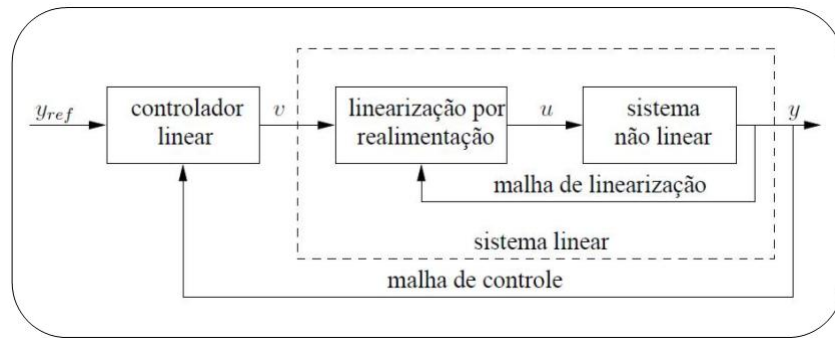 y_ref
controlador
linear
v
linearização por
realimentação
u
sistema
não linear
y
malha de linearização
sistema linear
malha de controle